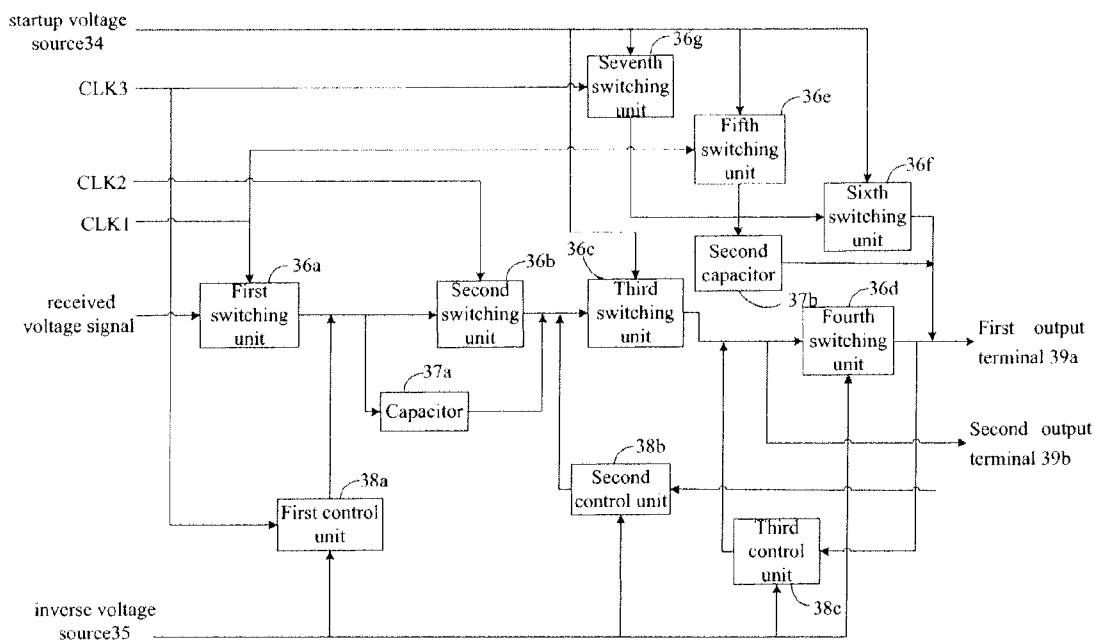 startup voltage
source34
36g
Seventh
switching
unit
CLK3
36e
Fifth
switching
unit
CLK2
36f
Sixth
switching
unit
CLK1
36a
First
switching
unit
36b
Second
switching
unit
36c
Third
switching
unit
Second
capacitor
37b
36d
Fourth
switching
unit
received
voltage signal
First output
terminal 39a
37a
Capacitor
Second output
terminal 39b
38b
Second
control unit
38a
First control
unit
Third
control
unit
38c
inverse voltage
source35